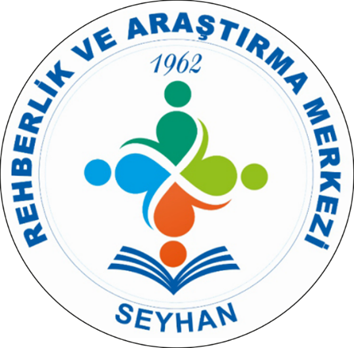 REHBERLİK VE ARAŞTIRMA MERKEZİ
1962
SEYHAN